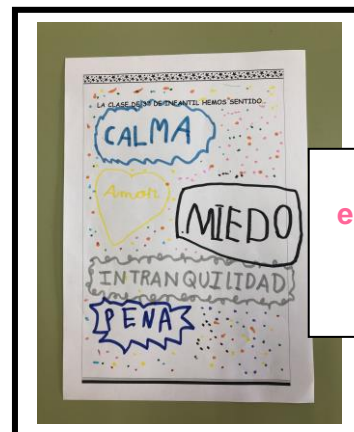 LA CLASE DE 3º DE INFANTIL HEMOS SENTIDO...
CALMA
Amor
MIEDO
INTRANQUILIDAD
PENA
e